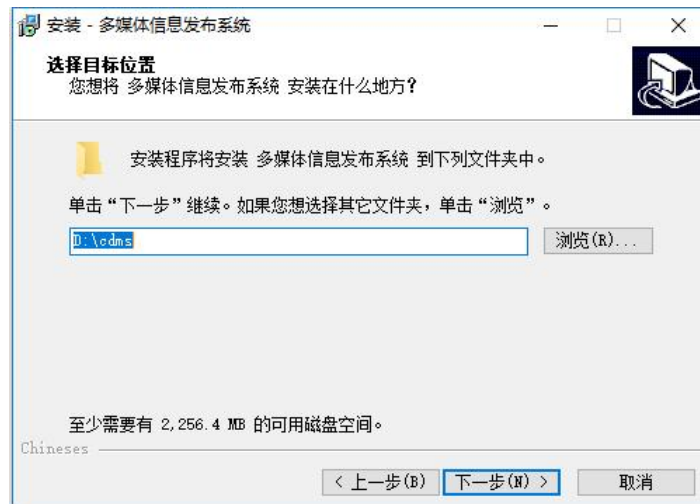 安装 - 多媒体信息发布系统
选择目标位置
您想将 多媒体信息发布系统 安装在什么地方?
安装程序将安装 多媒体信息发布系统 到下列文件夹中。
单击“下一步”继续。如果您想选择其它文件夹，单击“浏览”。
D:\cdms
浏览(R)...
至少需要有 2,256.4 MB 的可用磁盘空间。
Chineses
< 上一步(B)
下一步(N) >
取消